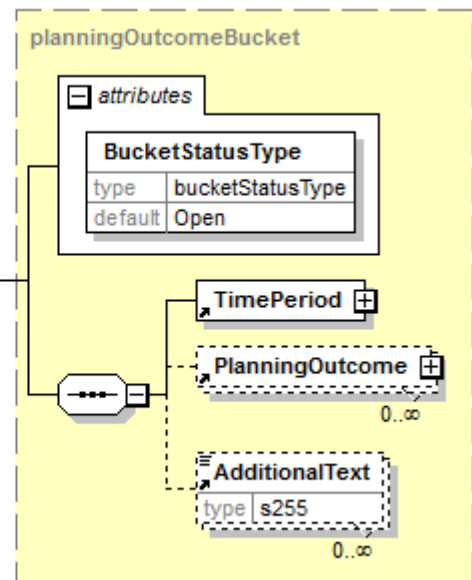 planningOutcomeBucket
attributes
BucketStatusType
type bucketStatusType
default Open
TimePeriod
PlanningOutcome
0..∞
AdditionalText
type s255
0..∞